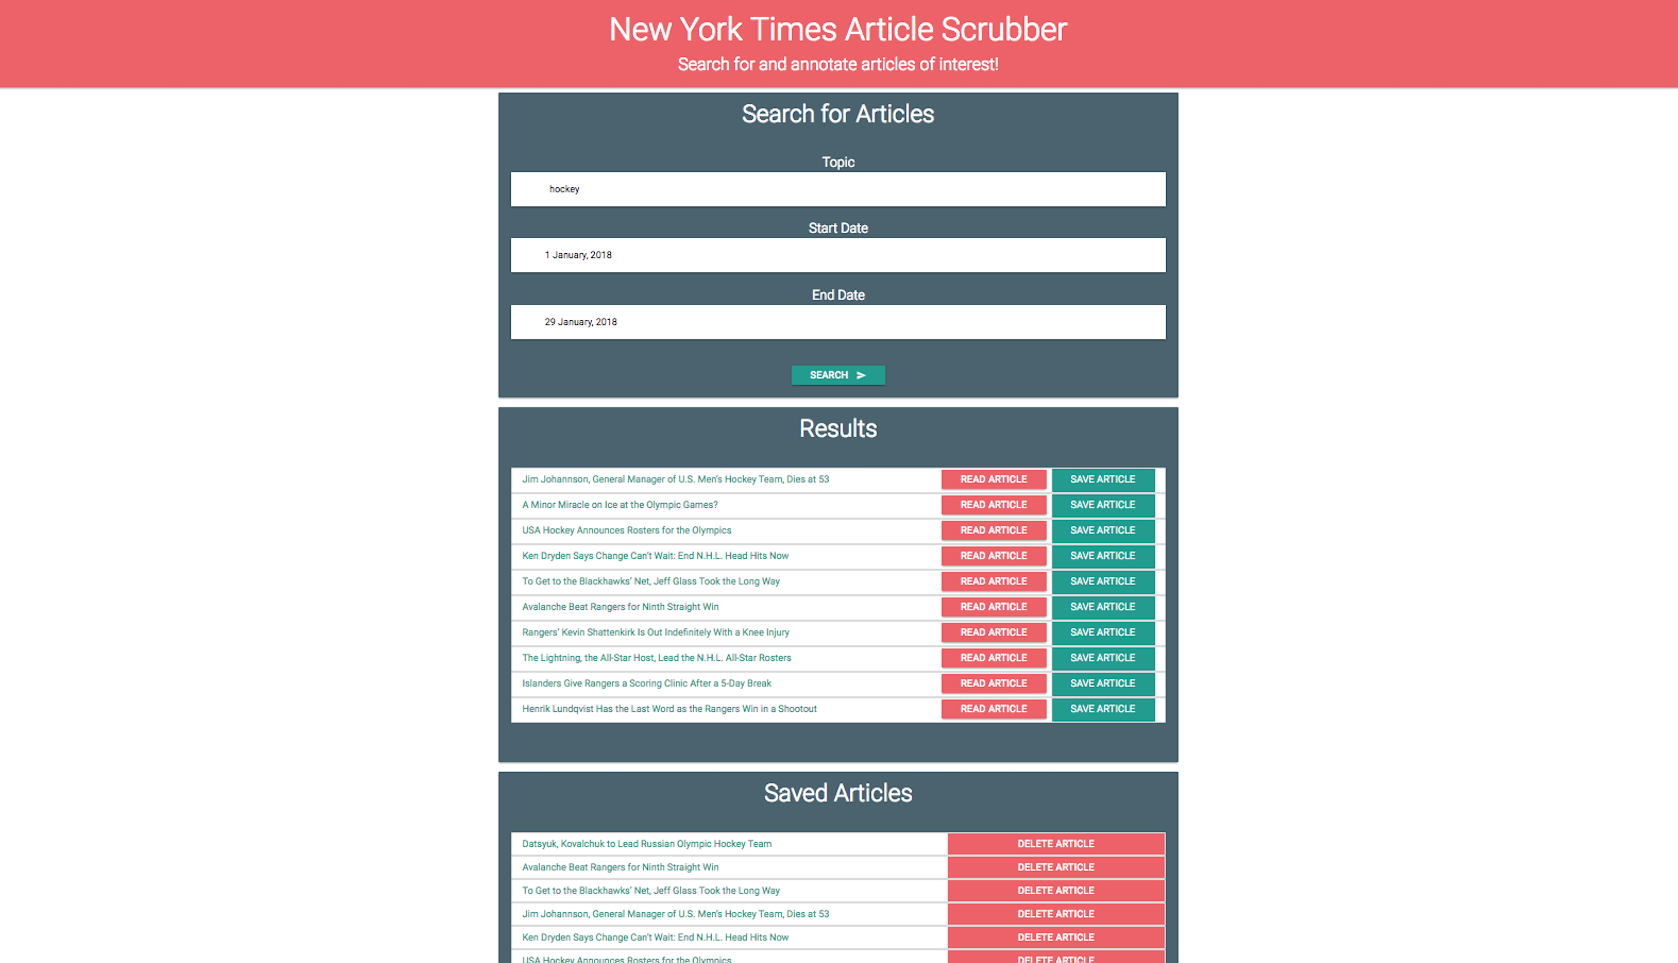 New York Times Article Scrubber
Search for and annotate articles of interest!
Search for Articles
Topic
hockey
Start Date
1 January, 2018
End Date
29 January, 2018
SEARCH
Results
Jim Johannson, General Manager of U.S. Men's Hockey Team, Dies at 53 READ ARTICLE SAVE ARTICLE
A Minor Miracle on Ice at the Olympic Games? READ ARTICLE SAVE ARTICLE
USA Hockey Announces Rosters for the Olympics READ ARTICLE SAVE ARTICLE
Ken Dryden Says Change Can't Wait: End N.H.L. Head Hits Now READ ARTICLE SAVE ARTICLE
To Get to the Blackhawks' Net, Jeff Glass Took the Long Way READ ARTICLE SAVE ARTICLE
Avalanche Beat Rangers for Ninth Straight Win READ ARTICLE SAVE ARTICLE
Rangers' Kevin Shattenkirk Is Out Indefinitely With a Knee Injury READ ARTICLE SAVE ARTICLE
The Lightning, the All-Star Host, Lead the N.H.L. All-Star Rosters READ ARTICLE SAVE ARTICLE
Islanders Give Rangers a Scoring Clinic After a 5-Day Break READ ARTICLE SAVE ARTICLE
Henrik Lundqvist Has the Last Word as the Rangers Win in a Shootout READ ARTICLE SAVE ARTICLE
Saved Articles
Datsyuk, Kovalchuk to Lead Russian Olympic Hockey Team DELETE ARTICLE
Avalanche Beat Rangers for Ninth Straight Win DELETE ARTICLE
To Get to the Blackhawks' Net, Jeff Glass Took the Long Way DELETE ARTICLE
Jim Johannson, General Manager of U.S. Men's Hockey Team, Dies at 53 DELETE ARTICLE
Ken Dryden Says Change Can't Wait: End N.H.L. Head Hits Now DELETE ARTICLE
USA Hockey Announces Rosters for the Olympics DELETE ARTICLE